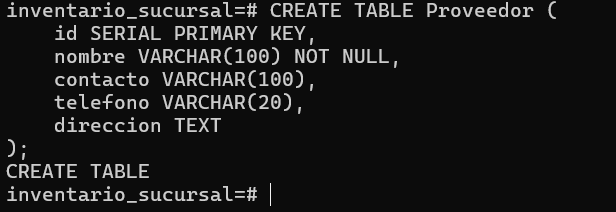 inventario_sucursal=# CREATE TABLE Proveedor (
    id SERIAL PRIMARY KEY,
    nombre VARCHAR(100) NOT NULL,
    contacto VARCHAR(100),
    telefono VARCHAR(20),
    direccion TEXT
);
CREATE TABLE
inventario_sucursal=#